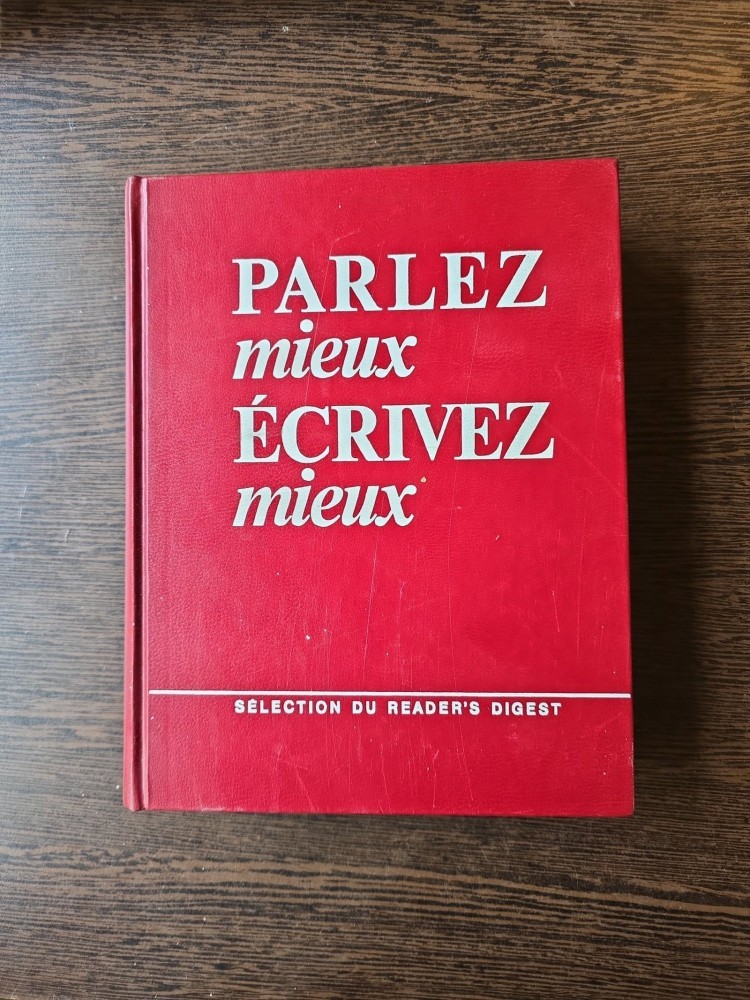 PARLEZ
mieux
ÉCRIVEZ
mieux
SÉLECTION DU READER'S DIGEST